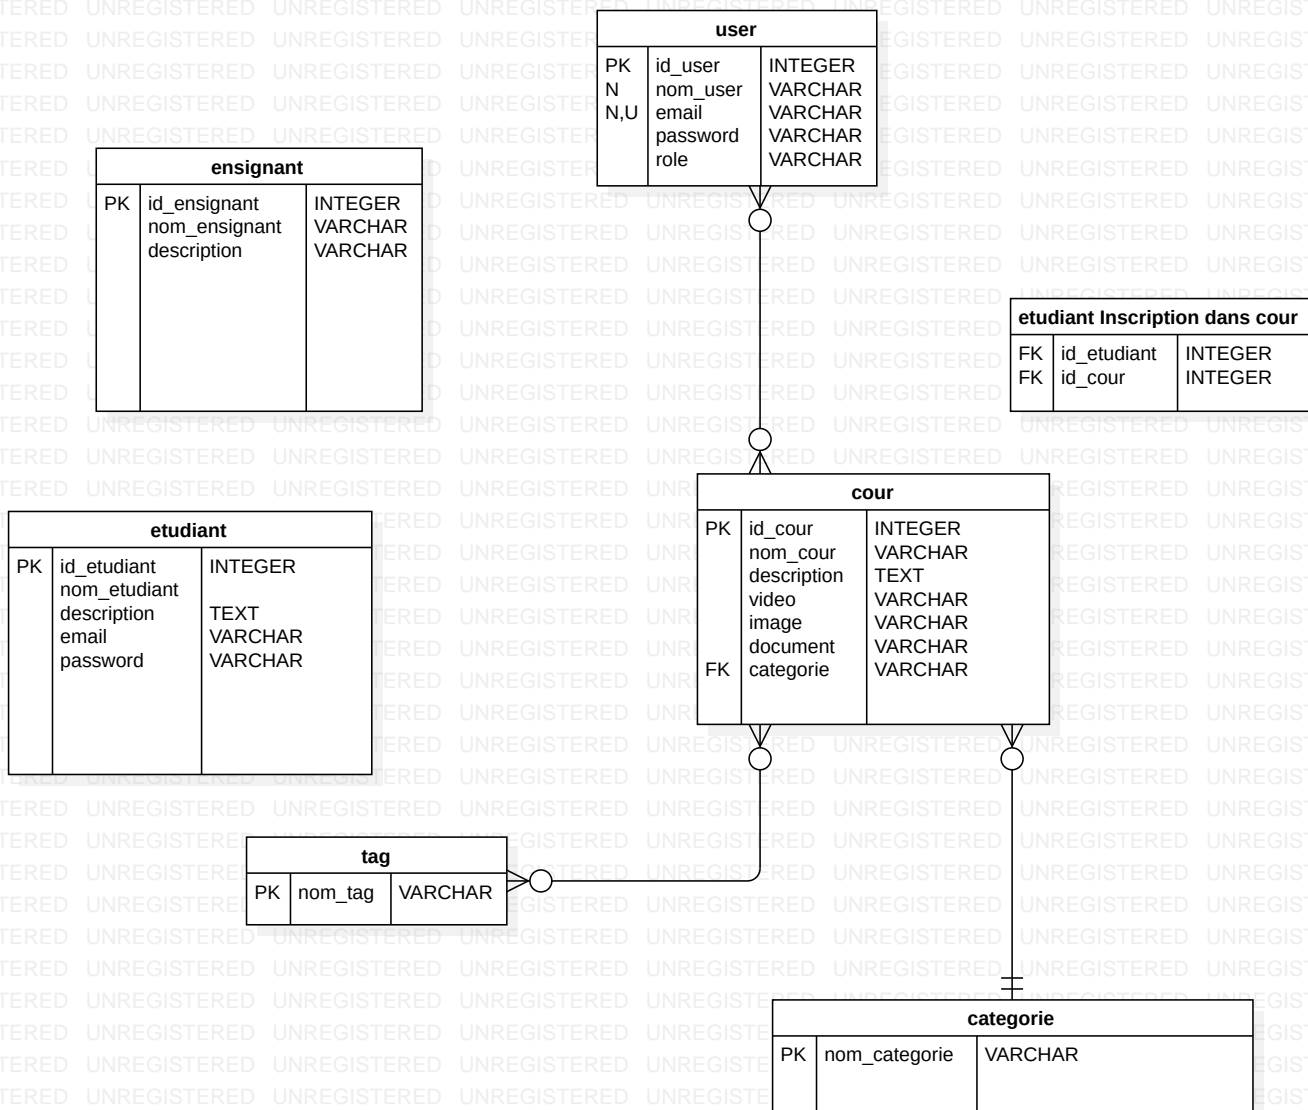 user
PK id_user INTEGER
N nom_user VARCHAR
N,U email VARCHAR
password VARCHAR
role VARCHAR
ensignant
PK id_ensignant INTEGER
nom_ensignant VARCHAR
description VARCHAR
etudiant Inscription dans cour
FK id_etudiant INTEGER
FK id_cour INTEGER
cour
PK id_cour INTEGER
nom_cour VARCHAR
description TEXT
video VARCHAR
image VARCHAR
document VARCHAR
FK categorie VARCHAR
etudiant
PK id_etudiant INTEGER
nom_etudiant
description TEXT
email VARCHAR
password VARCHAR
tag
PK nom_tag VARCHAR
categorie
PK nom_categorie VARCHAR
UNREGISTERED